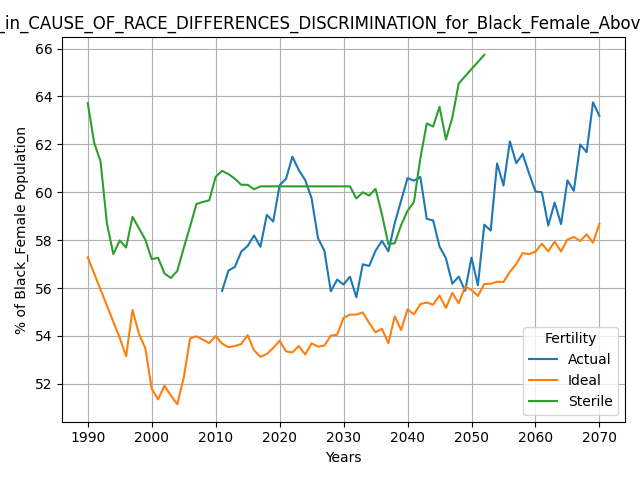 _in_CAUSE_OF_RACE_DIFFERENCES_DISCRIMINATION_for_Black_Female_Abov
% of Black_Female Population
66
64
62
60
58
56
54
52
1990 2000 2010 2020 2030 2040 2050 2060 2070
Years
Fertility
Actual
Ideal
Sterile